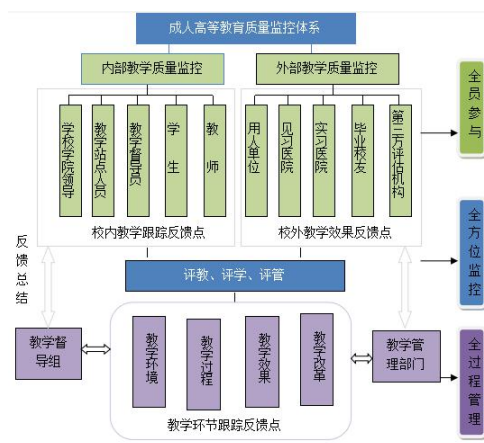 成人高等教育质量监控体系
内部教学质量监控
外部教学质量监控
学校学院领导
教学站点人员
教学督导员
学生
教师
用人单位
见习医院
实习医院
毕业校友
第三方评估机构
校内教学跟踪反馈点
校外教学效果反馈点
全员参与
反馈总结
评教、评学、评管
全方位监控
教学督
导组
教学环境
教学过程
教学效果
教学改革
教学管
理部门
全过程管理
教学环节跟踪反馈点